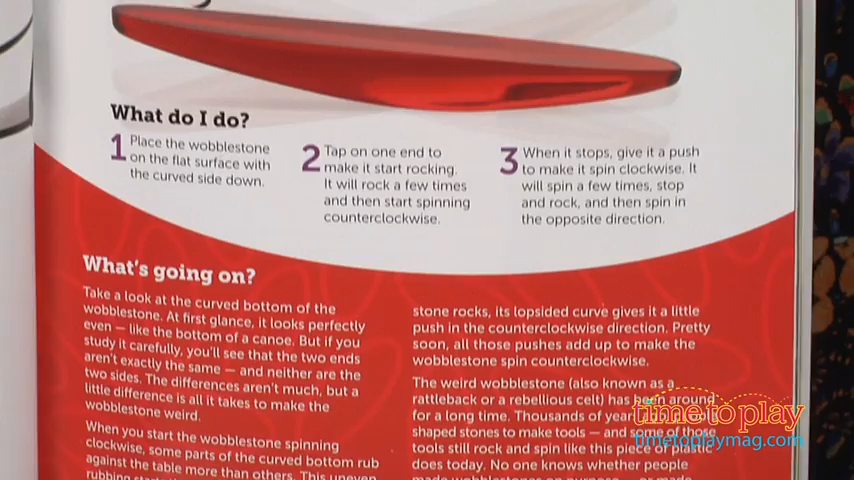 What do I do?
1 Place the wobblestone
on the flat surface with
the curved side down.
2 Tap on one end to
make it start rocking.
It will rock a few times
and then start spinning
counterclockwise.
3 When it stops, give it a push
to make it spin clockwise. It
will spin a few times, stop
and rock, and then spin in
the opposite direction.
What's going on?
Take a look at the curved bottom of the
wobblestone. At first glance, it looks perfectly
even — like the bottom of a canoe. But if you
study it carefully, you'll see that the two ends
aren't exactly the same — and neither are the
two sides. The differences aren't much, but a
little difference is all it takes to make the
wobblestone weird.
When you start the wobblestone spinning
clockwise, some parts of the curved bottom rub
against the table more than others. This uneven
rubbing
stone rocks, its lopsided curve gives it a little
push in the counterclockwise direction. Pretty
soon, all those pushes add up to make the
wobblestone spin counterclockwise.
The weird wobblestone (also known as a
rattleback or a rebellious celt) has been around
for a long time. Thousands of years
shaped stones to make tools — and some of those
tools still rock and spin like this piece of plastic
does today. No one knows whether people
made wobblestones on purpose — or made
time to play
timetoplaymag.com